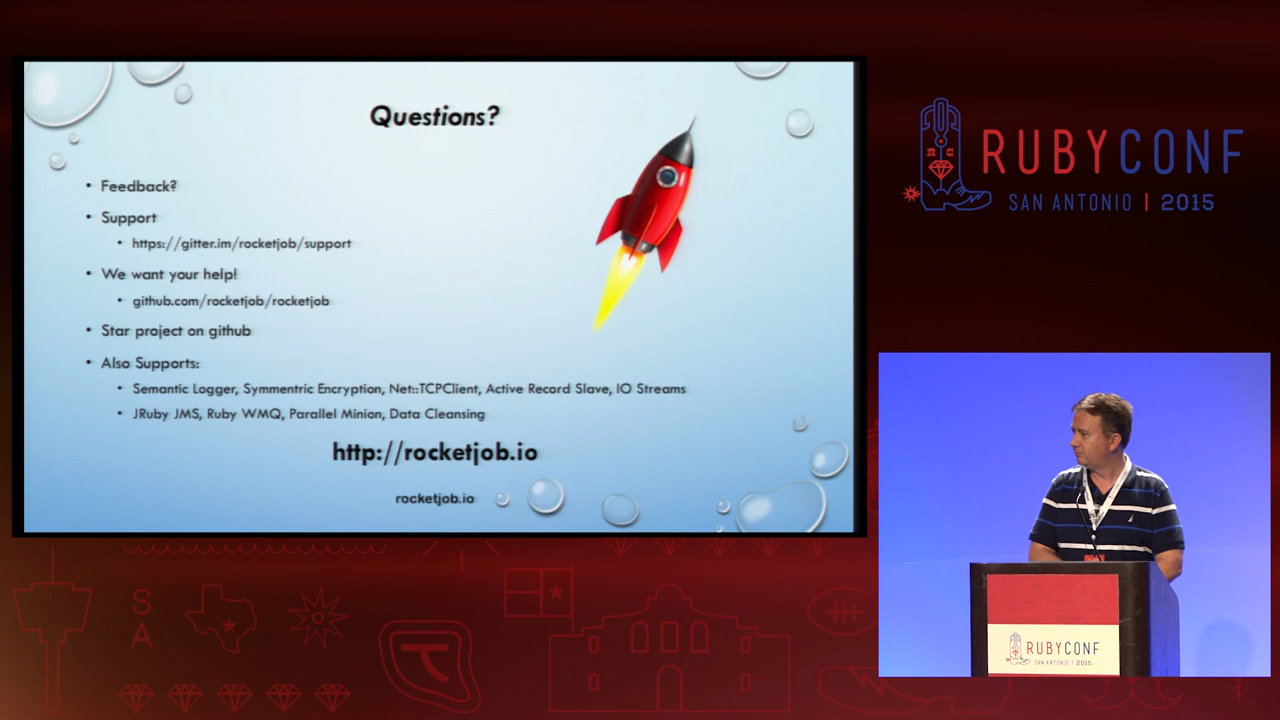 Questions?
Feedback?
Support
https://gitter.im/rocketjob/support
We want your help!
github.com/rocketjob/rocketjob
Star project on github
Also Supports:
Semantic Logger, Symmentric Encryption, Net::TCPClient, Active Record Slave, IO Streams
JRuby JMS, Ruby WMQ, Parallel Minion, Data Cleansing
http://rocketjob.io
rocketjob.io
RUBYCONF
SAN ANTONIO | 2015
S
A
RUBYCONF
SAN ANTONIO | 2015